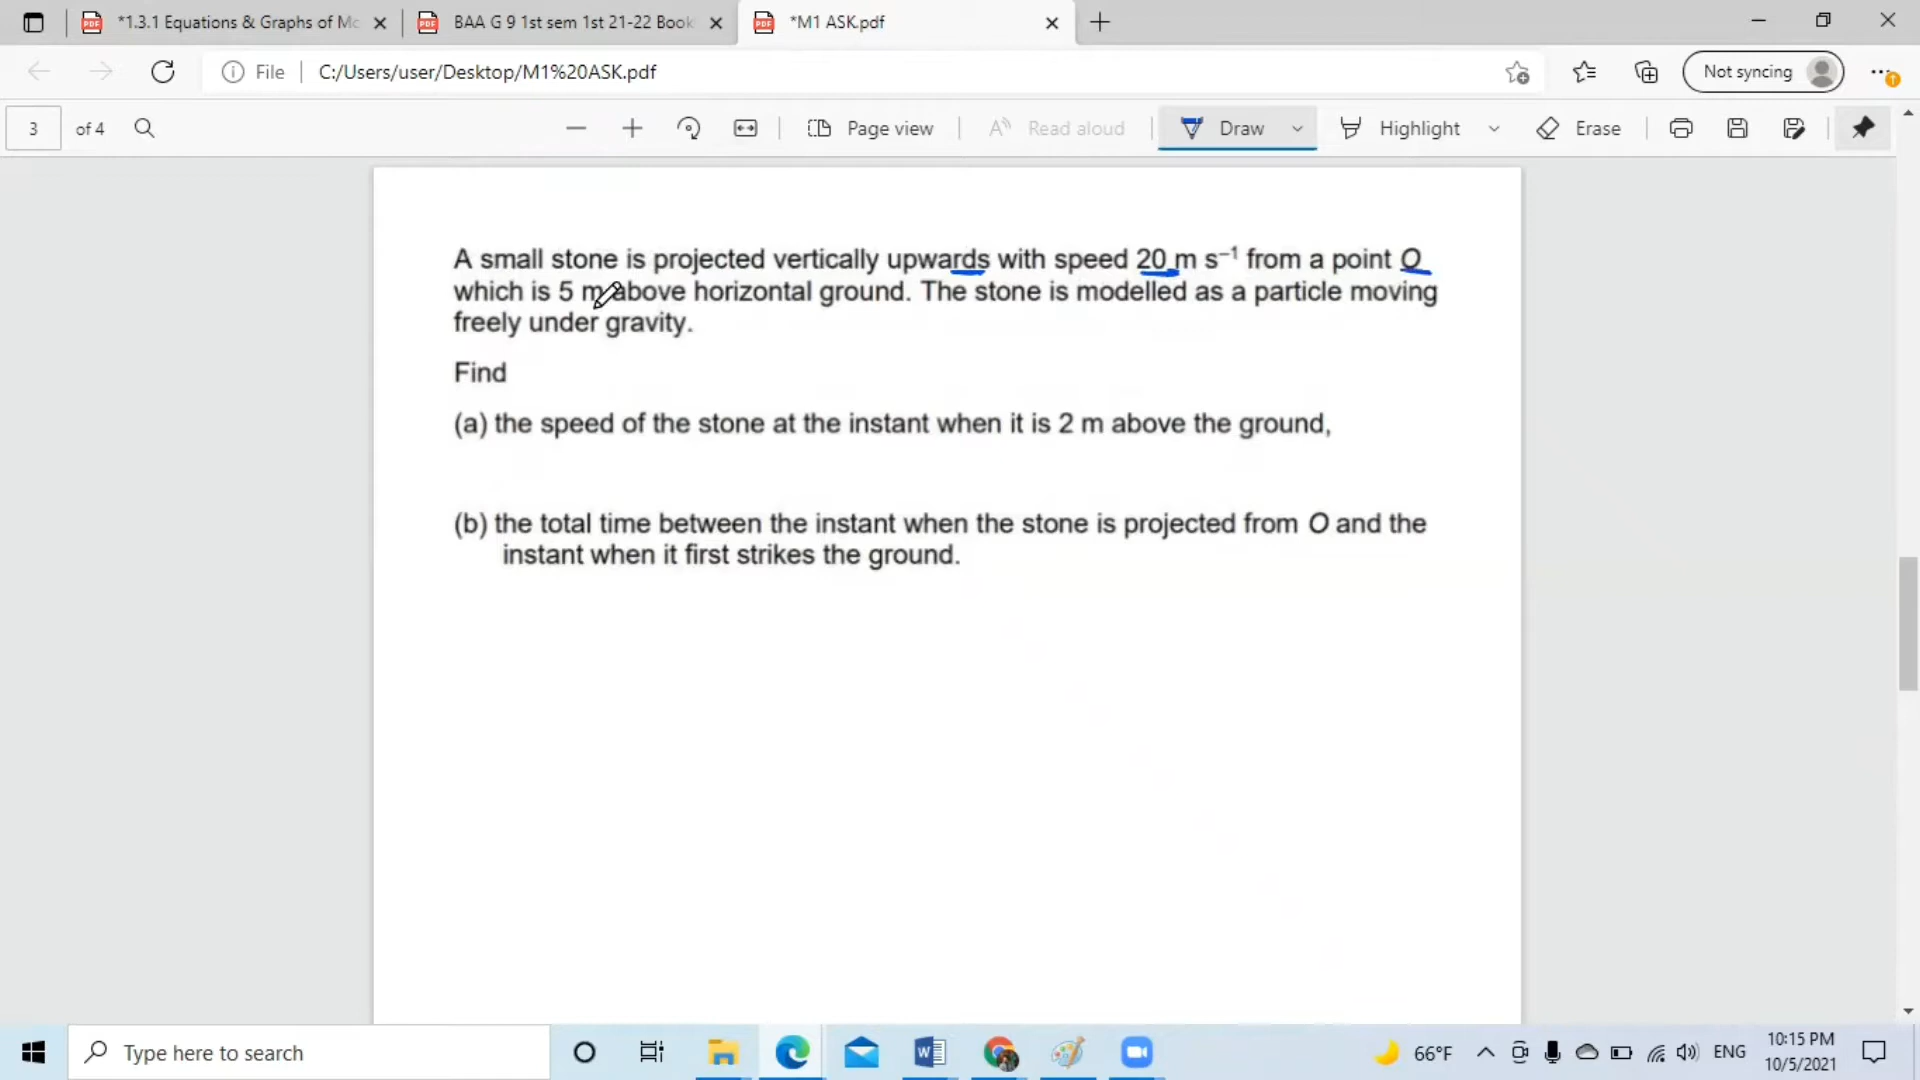 *1.3.1 Equations & Graphs of Mc
BAA G 9 1st sem 1st 21-22 Book
*M1 ASK.pdf
File
C:/Users/user/Desktop/M1%20ASK.pdf
Not syncing
3 of 4
Page view
Read aloud
Draw
Highlight
Erase
A small stone is projected vertically upwards with speed 20 m s⁻¹ from a point O
which is 5 m above horizontal ground. The stone is modelled as a particle moving
freely under gravity.
Find
(a) the speed of the stone at the instant when it is 2 m above the ground,
(b) the total time between the instant when the stone is projected from O and the
instant when it first strikes the ground.
Type here to search
66°F
ENG
10:15 PM
10/5/2021